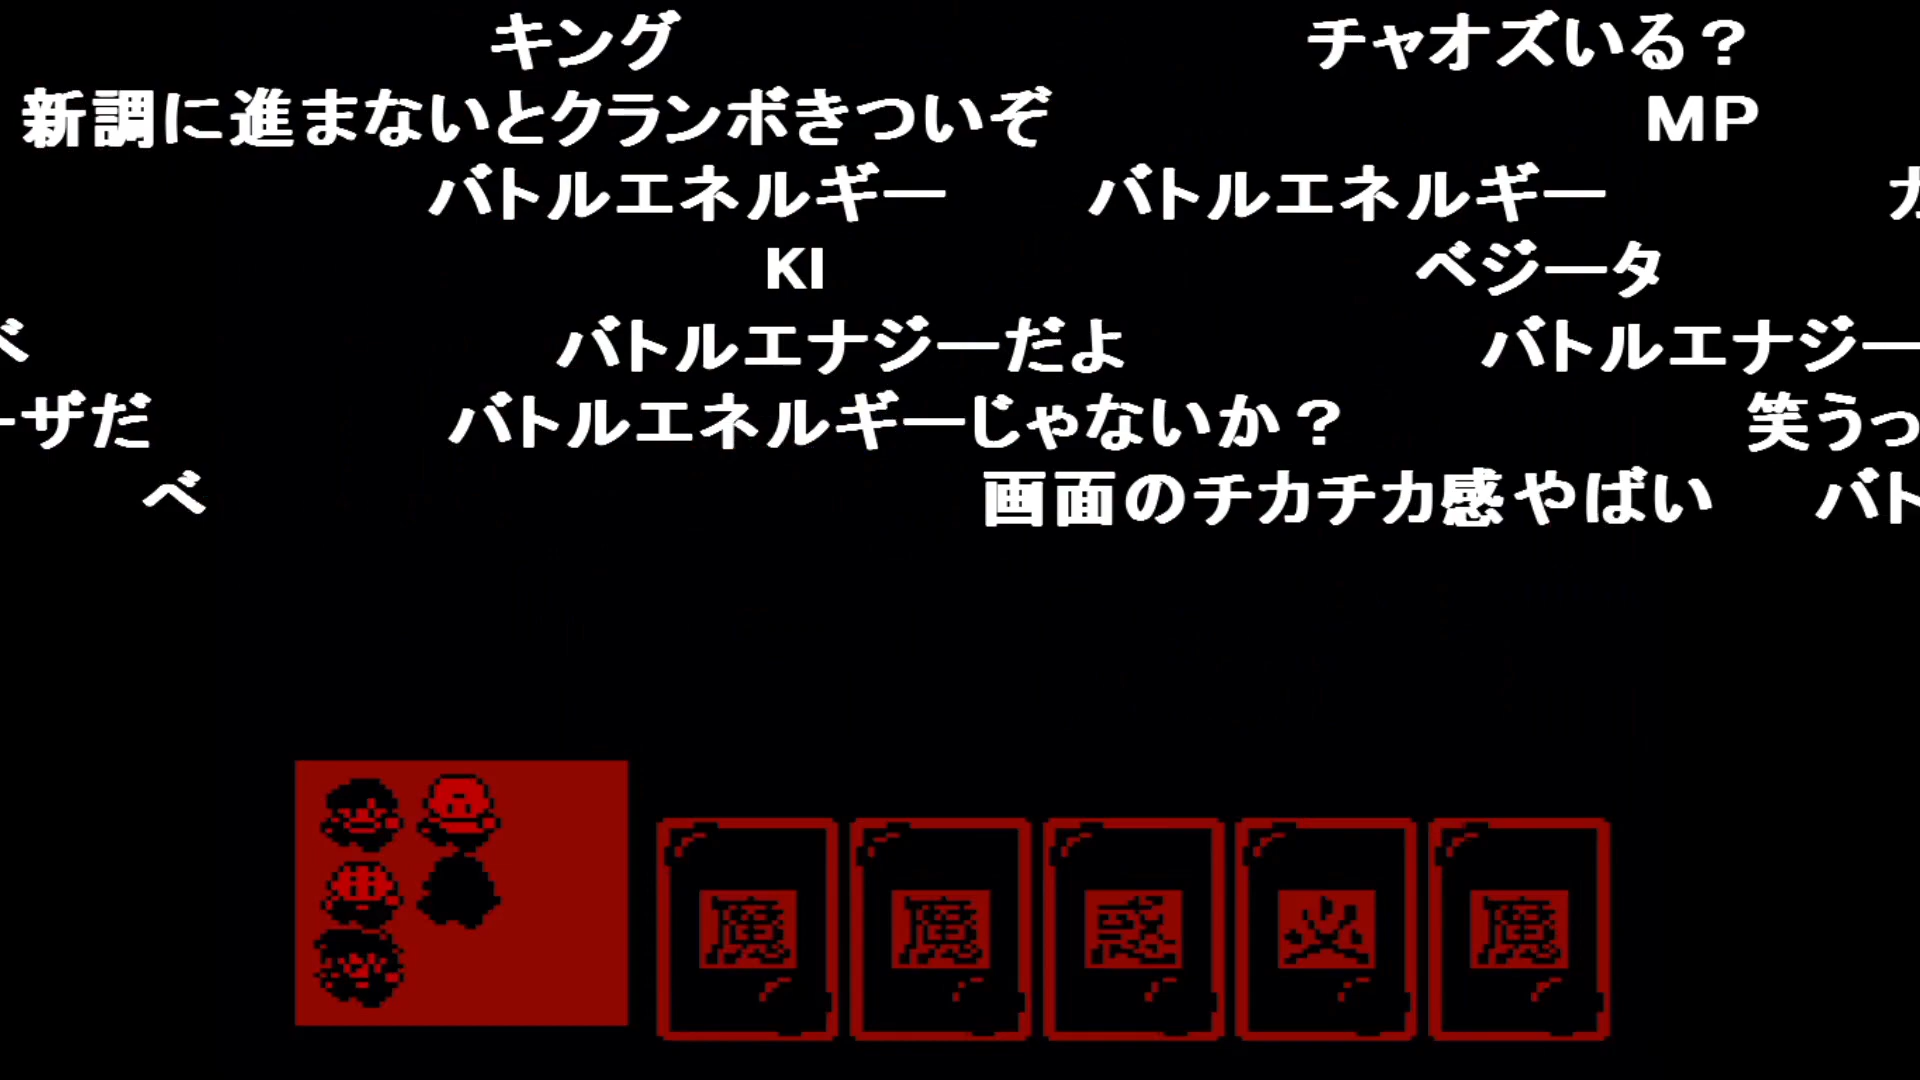 キング チャオズいる？
新調に進まないとクランボきついぞ MP
バトルエネルギー バトルエネルギー カ
KI ベジータ
べ バトルエナジーだよ バトルエナジー
ーザだ バトルエネルギーじゃないか？ 笑うっ
べ 画面のチカチカ感やばい バト
魔 魔 惑 火 魔